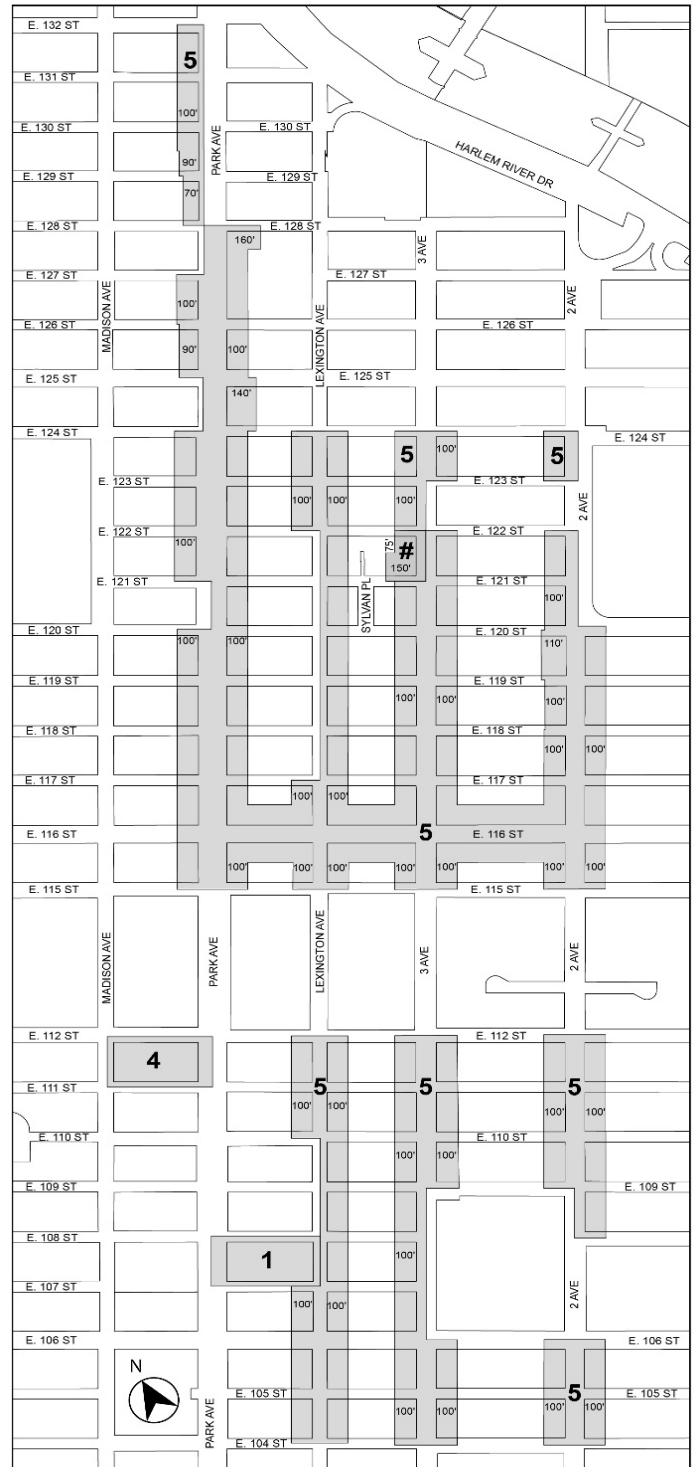 E. 132 ST
5
E. 131 ST
100'
E. 130 ST
PARK AVE
E. 130 ST
90'
HARLEM RIVER DR
E. 129 ST
E. 129 ST
70'
E. 128 ST
E. 128 ST
160'
3 AVE
E. 127 ST
E. 127 ST
MADISON AVE
100'
LEXINGTON AVE
2 AVE
E. 126 ST
E. 126 ST
90'
100'
E. 125 ST
E. 125 ST
140'
E. 124 ST
E. 124 ST
5
100'
5
E. 123 ST
E. 123 ST
100'
100'
100'
2 AVE
E. 122 ST
E. 122 ST
100'
75'
#
150'
E. 121 ST
E. 121 ST
SYLVAN PL
100'
E. 120 ST
E. 120 ST
100'
100'
110'
E. 119 ST
E. 119 ST
100'
100'
100'
E. 118 ST
E. 118 ST
100'
100'
E. 117 ST
E. 117 ST
100'
100'
E. 116 ST
5
E. 116 ST
100'
100'
100'
100'
100'
100'
100'
E. 115 ST
E. 115 ST
MADISON AVE
PARK AVE
LEXINGTON AVE
3 AVE
2 AVE
E. 112 ST
E. 112 ST
4
E. 111 ST
5
5
5
100'
100'
100'
100'
E. 110 ST
E. 110 ST
100'
100'
E. 109 ST
E. 109 ST
E. 108 ST
1
100'
E. 107 ST
2 AVE
100'
100'
E. 106 ST
E. 106 ST
N
E. 105 ST
5
E. 105 ST
PARK AVE
100'
100'
100'
100'
E. 104 ST